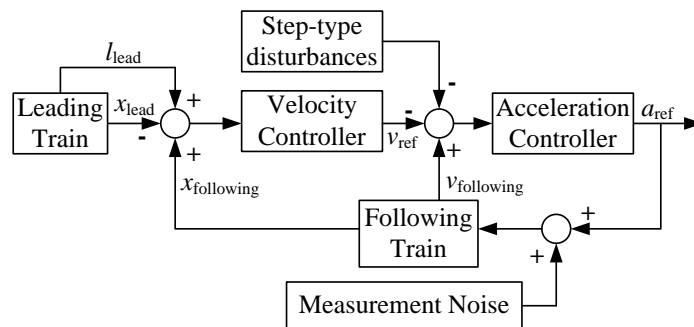 Step-type
disturbances
l_lead
-
Leading
Train
x_lead
-
+
+
Velocity
Controller
-
v_ref
+
Acceleration
Controller
a_ref
x_following
v_following
Following
Train
+
+
Measurement Noise